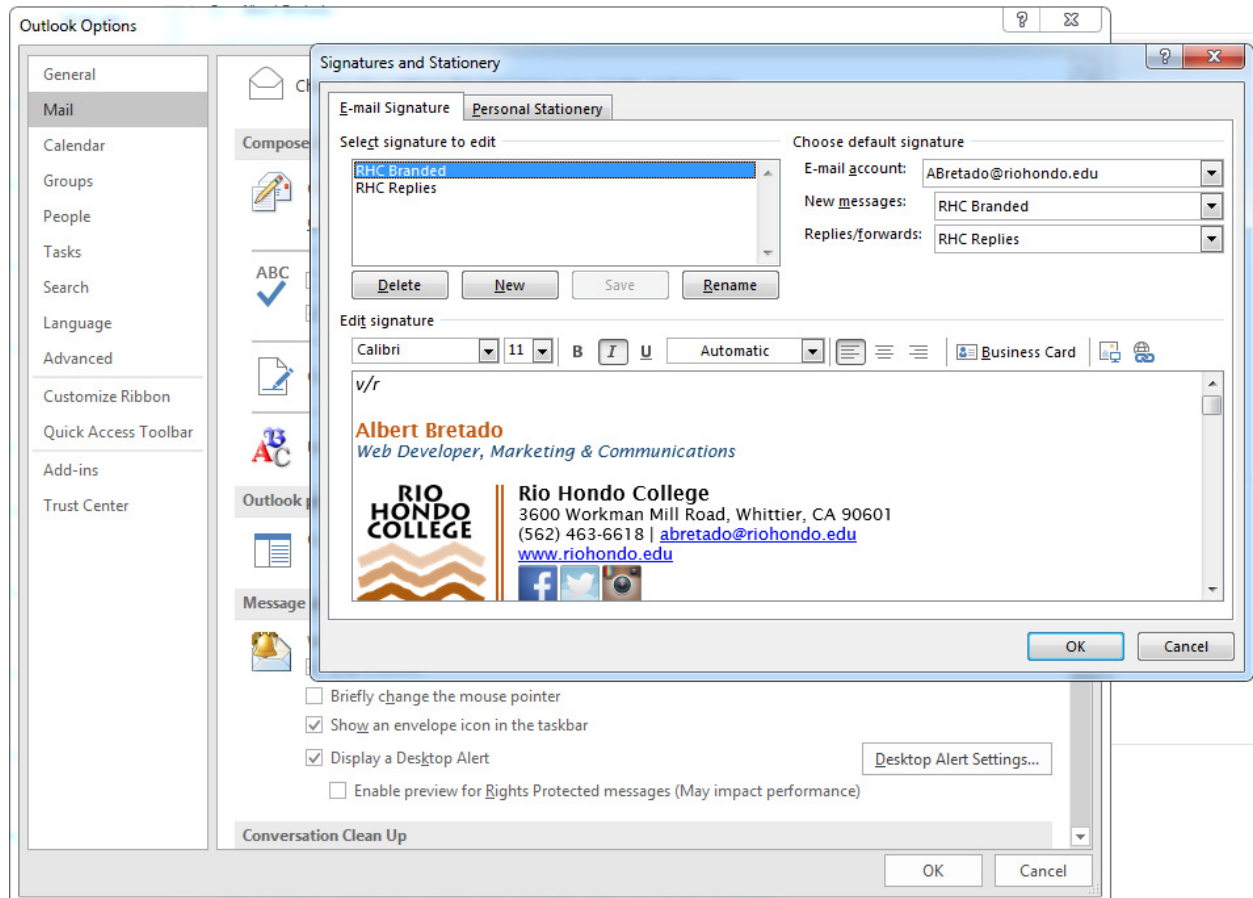 Outlook Options
General
Mail
Calendar
Groups
People
Tasks
Search
Language
Advanced
Customize Ribbon
Quick Access Toolbar
Add-ins
Trust Center
Compose
ABC
Outlook
Message
Signatures and Stationery
E-mail Signature
Personal Stationery
Select signature to edit
RHC Branded
RHC Replies
Delete
New
Save
Rename
Choose default signature
E-mail account: ABretado@riohondo.edu
New messages: RHC Branded
Replies/forwards: RHC Replies
Edit signature
Calibri 11 B I U Automatic Business Card
v/r
Albert Bretado
Web Developer, Marketing & Communications
RIO
HONDO
COLLEGE
Rio Hondo College
3600 Workman Mill Road, Whittier, CA 90601
(562) 463-6618 | abretado@riohondo.edu
www.riohondo.edu
OK Cancel
Briefly change the mouse pointer
Show an envelope icon in the taskbar
Display a Desktop Alert
Desktop Alert Settings...
Enable preview for Rights Protected messages (May impact performance)
Conversation Clean Up
OK Cancel